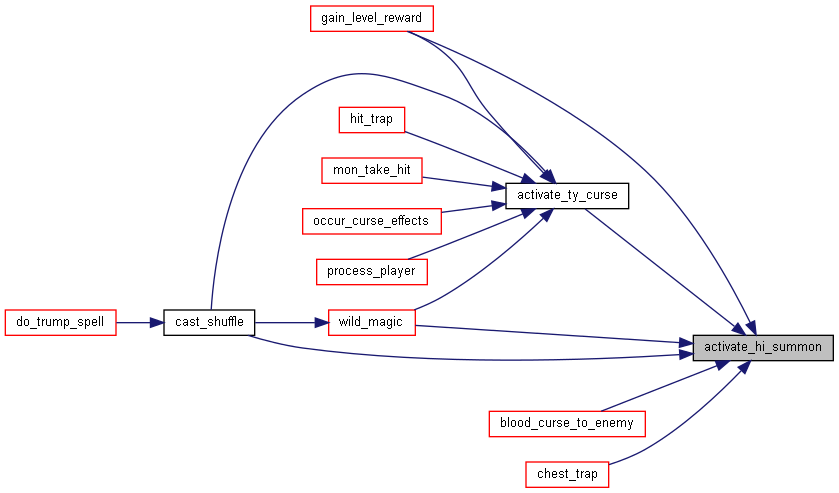 gain_level_reward
hit_trap
mon_take_hit
activate_ty_curse
occur_curse_effects
process_player
do_trump_spell
cast_shuffle
wild_magic
activate_hi_summon
blood_curse_to_enemy
chest_trap